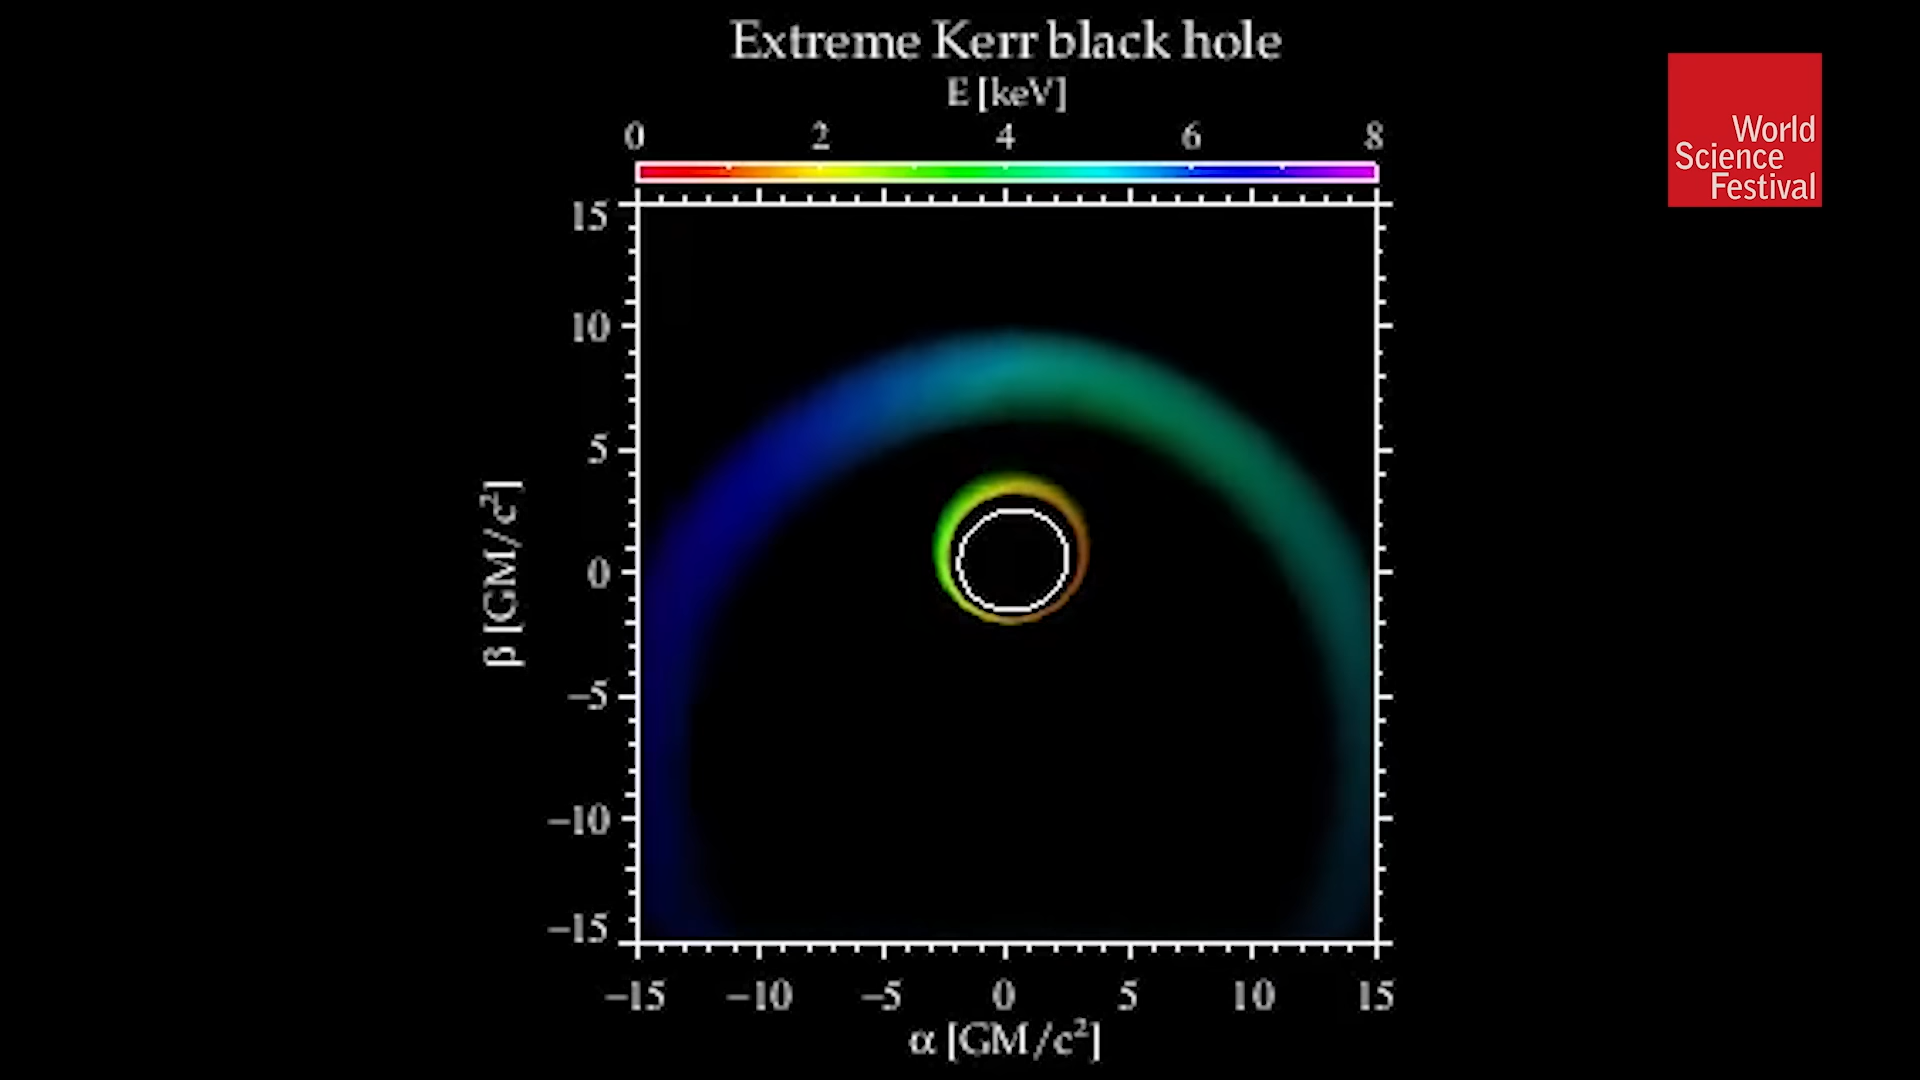 Extreme Kerr black hole
E [keV]
0 2 4 6 8
World
Science
Festival
15
10
5
0
−5
−10
−15
β [GM/c²]
−15 −10 −5 0 5 10 15
α [GM/c²]